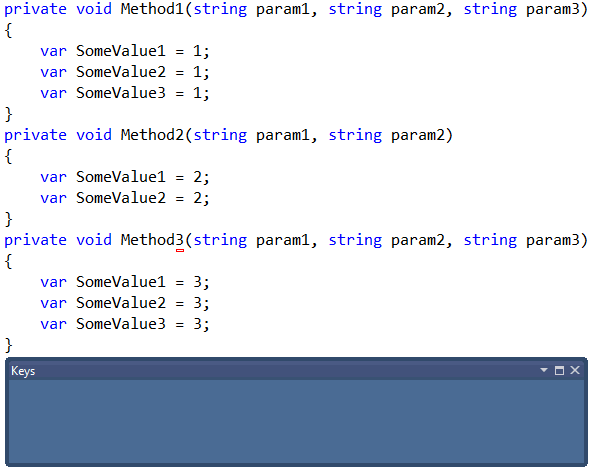 private void Method1(string param1, string param2, string param3)
{
    var SomeValue1 = 1;
    var SomeValue2 = 1;
    var SomeValue3 = 1;
}
private void Method2(string param1, string param2)
{
    var SomeValue1 = 2;
    var SomeValue2 = 2;
}
private void Method3(string param1, string param2, string param3)
{
    var SomeValue1 = 3;
    var SomeValue2 = 3;
    var SomeValue3 = 3;
}
Keys